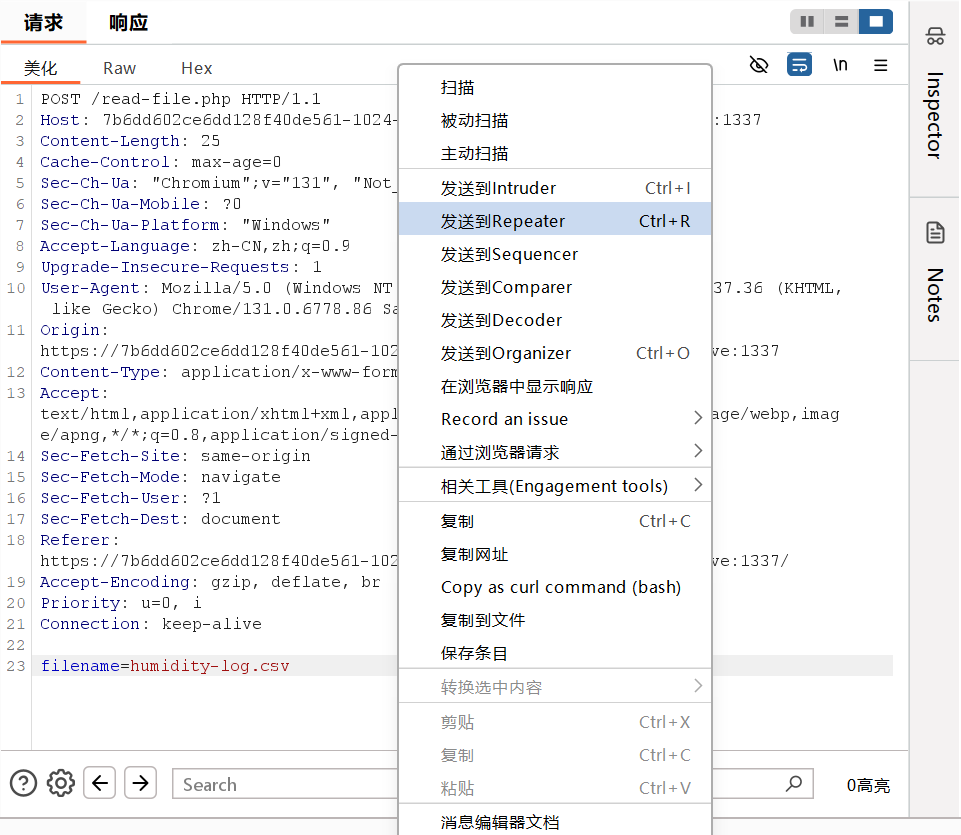 请求 响应
美化 Raw Hex \n
1 POST /read-file.php HTTP/1.1
2 Host: 7b6dd602ce6dd128f40de561-1024- :1337
3 Content-Length: 25
4 Cache-Control: max-age=0
5 Sec-Ch-Ua: "Chromium";v="131", "Not_
6 Sec-Ch-Ua-Mobile: ?0
7 Sec-Ch-Ua-Platform: "Windows"
8 Accept-Language: zh-CN,zh;q=0.9
9 Upgrade-Insecure-Requests: 1
10 User-Agent: Mozilla/5.0 (Windows NT 37.36 (KHTML,
like Gecko) Chrome/131.0.6778.86 Sa
11 Origin:
https://7b6dd602ce6dd128f40de561-102 ve:1337
12 Content-Type: application/x-www-form
13 Accept:
text/html,application/xhtml+xml,appl age/webp,imag
e/apng,*/*;q=0.8,application/signed-
14 Sec-Fetch-Site: same-origin
15 Sec-Fetch-Mode: navigate
16 Sec-Fetch-User: ?1
17 Sec-Fetch-Dest: document
18 Referer:
https://7b6dd602ce6dd128f40de561-102 ve:1337/
19 Accept-Encoding: gzip, deflate, br
20 Priority: u=0, i
21 Connection: keep-alive
22
23 filename=humidity-log.csv
扫描
被动扫描
主动扫描
发送到Intruder Ctrl+I
发送到Repeater Ctrl+R
发送到Sequencer
发送到Comparer
发送到Decoder
发送到Organizer Ctrl+O
在浏览器中显示响应
Record an issue
通过浏览器请求
相关工具(Engagement tools)
复制 Ctrl+C
复制网址
Copy as curl command (bash)
复制到文件
保存条目
转换选中内容
剪贴 Ctrl+X
复制 Ctrl+C
粘贴 Ctrl+V
消息编辑器文档
Search
0高亮
Inspector
Notes